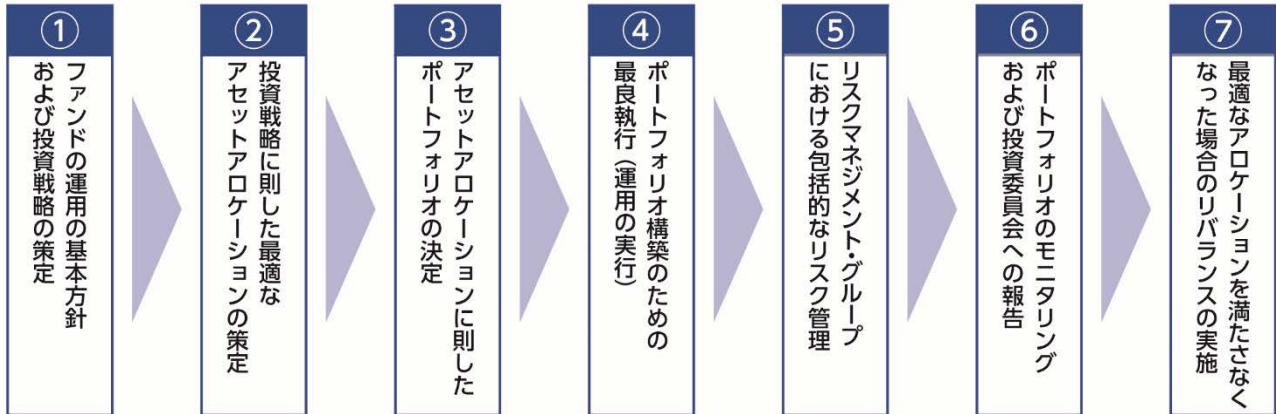 ①
ファンドの運用の基本方針
および投資戦略の策定
②
投資戦略に則した最適な
アセットアロケーションの策定
③
アセットアロケーションに則した
ポートフォリオの決定
④
ポートフォリオ構築のための
最良執行（運用の実行）
⑤
リスクマネジメント・グループ
における包括的なリスク管理
⑥
ポートフォリオのモニタリング
および投資委員会への報告
⑦
最適なアロケーションを満たさなく
なった場合のリバランスの実施